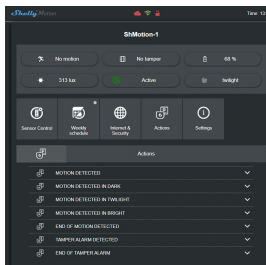 Shelly Motion
Time 13
ShMotion-1
No motion
No tamper
68 %
313 lux
Active
twilight
Sensor Control
Weekly schedule
Internet & Security
Actions
Settings
Actions
MOTION DETECTED
MOTION DETECTED IN DARK
MOTION DETECTED IN TWILIGHT
MOTION DETECTED IN BRIGHT
END OF MOTION DETECTED
TAMPER ALARM DETECTED
END OF TAMPER ALARM